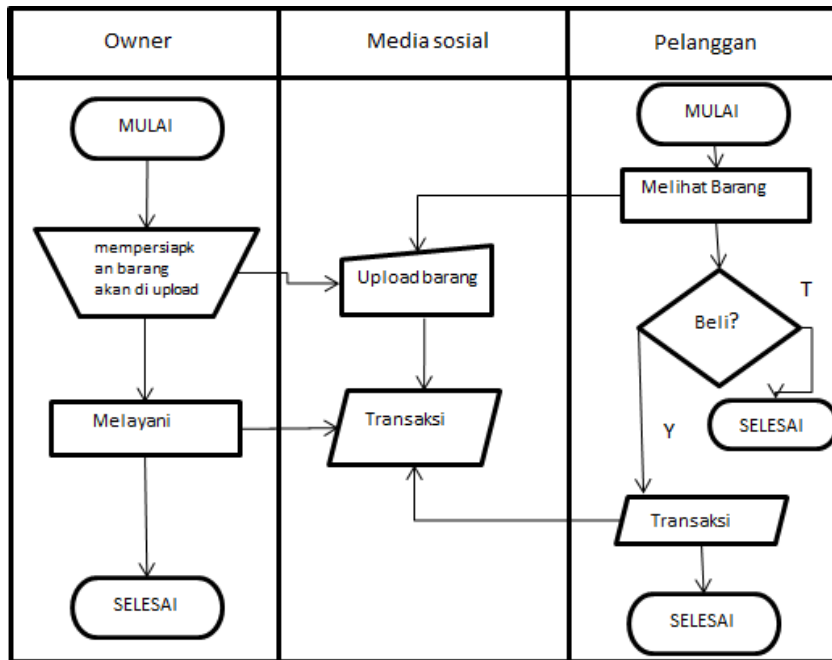 Owner
Media sosial
Pelanggan
MULAI
mempersiapk
an barang
akan di upload
Melayani
SELESAI
Upload barang
Transaksi
MULAI
Melihat Barang
Beli?
T
SELESAI
Y
Transaksi
SELESAI